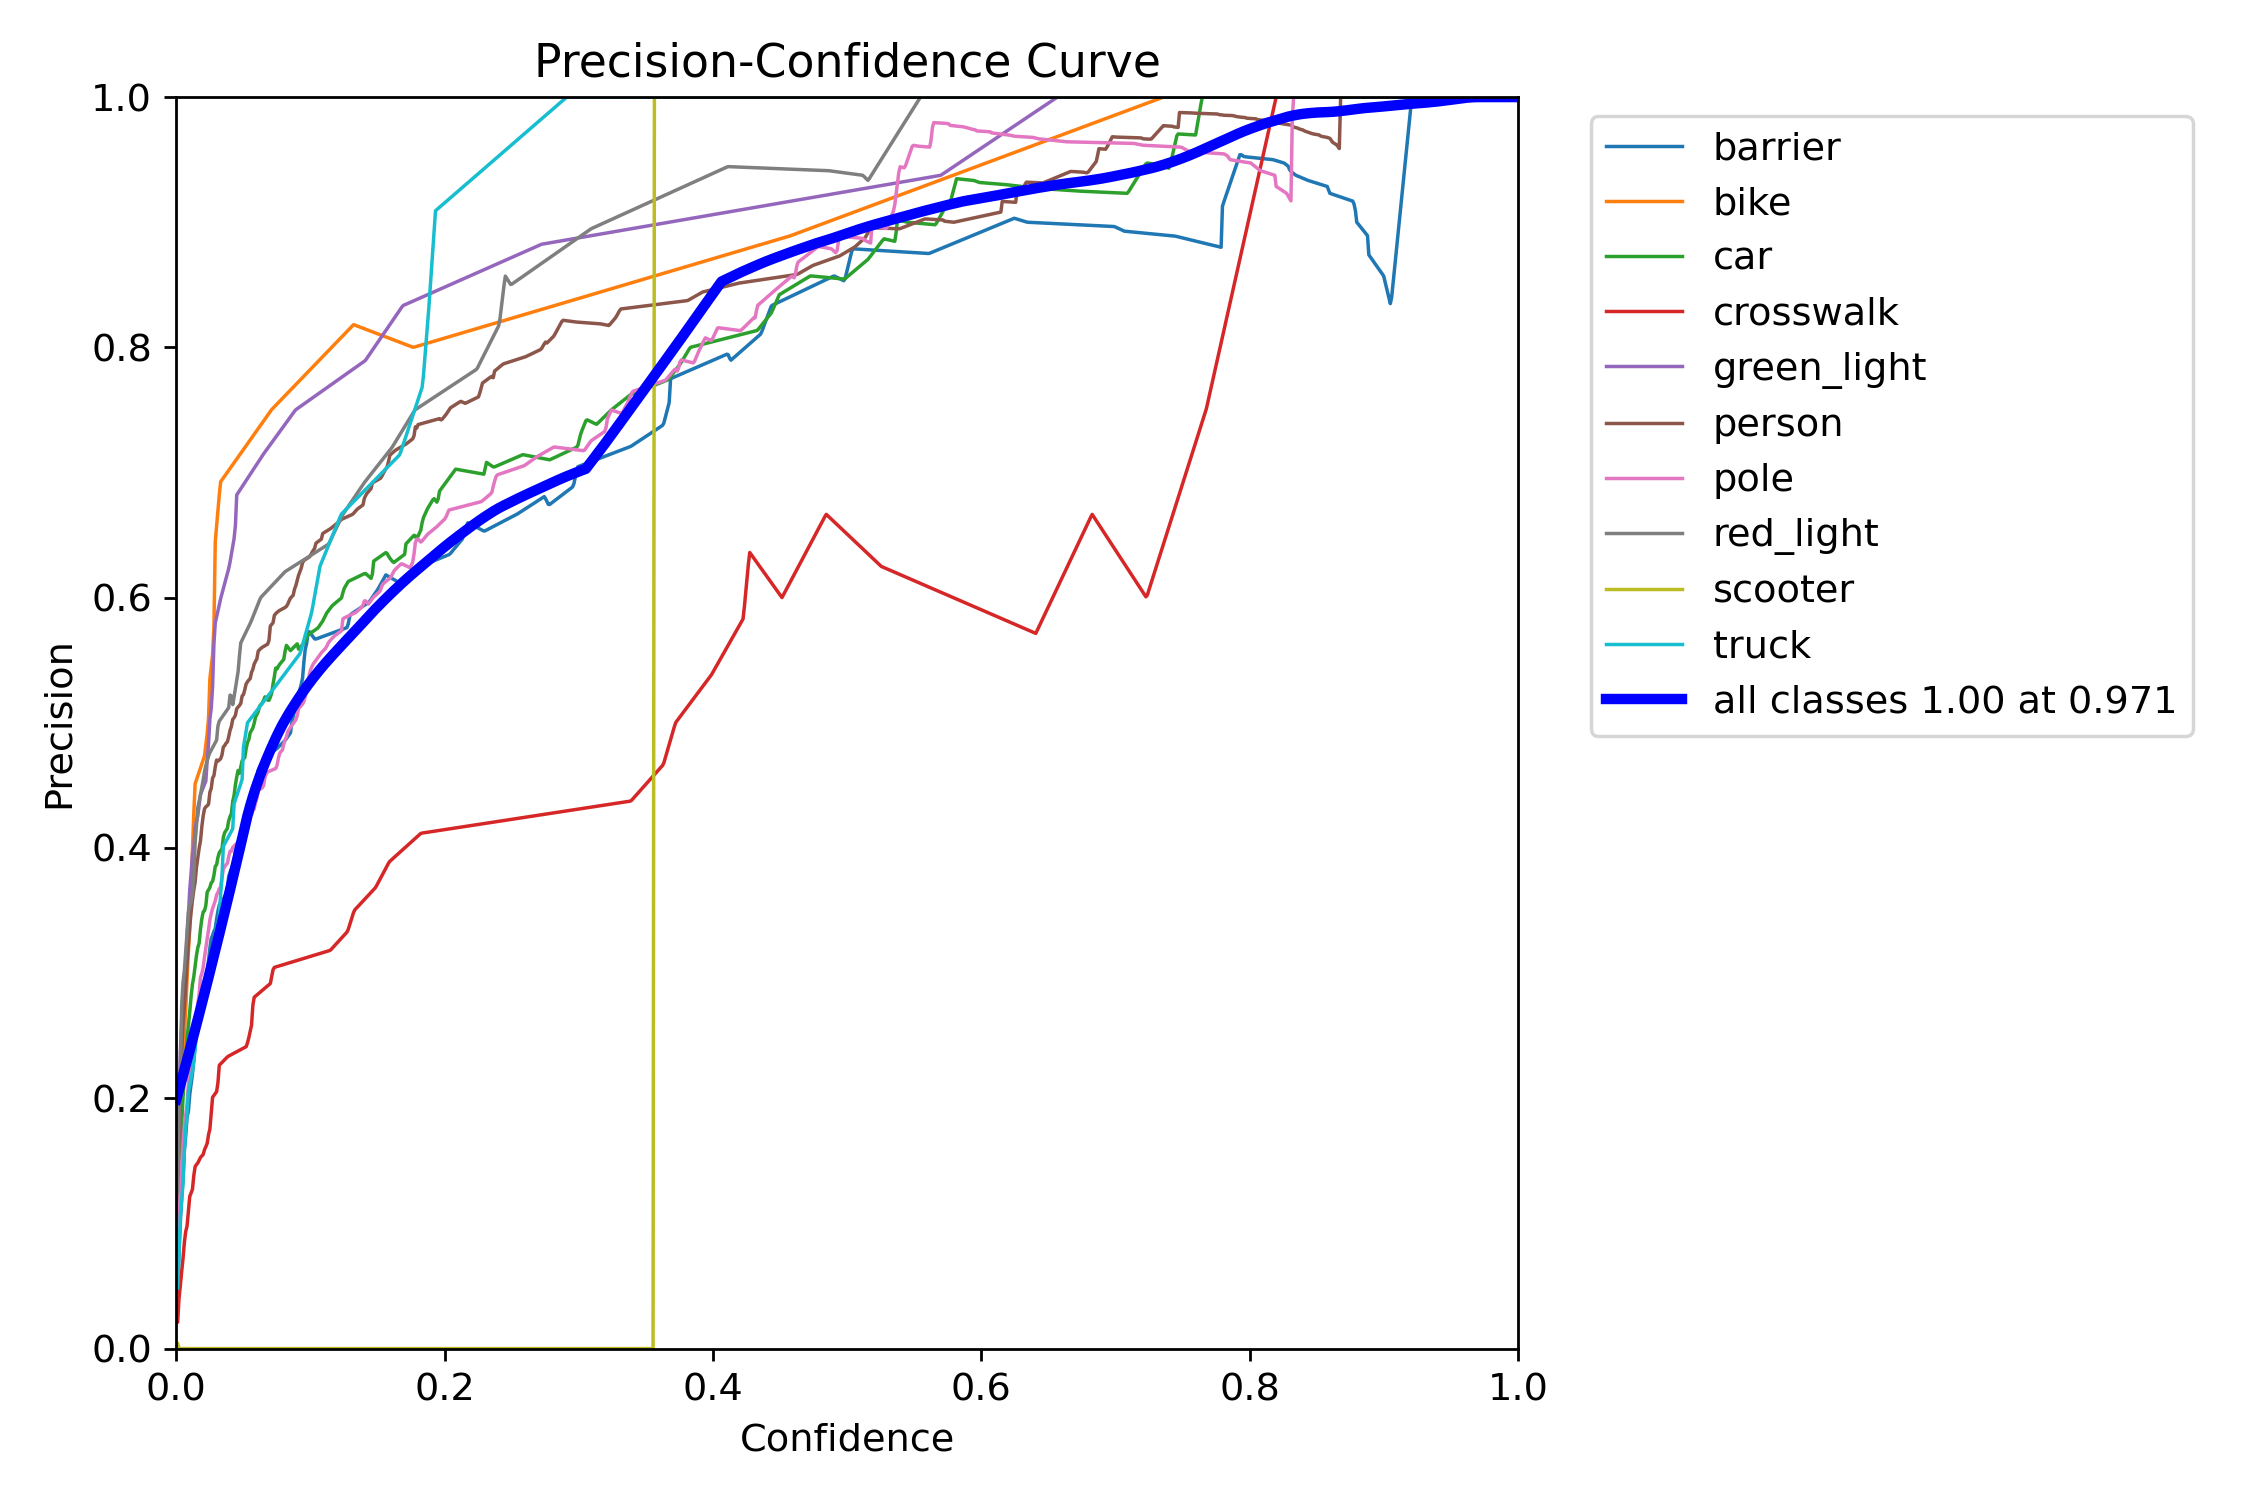 Precision-Confidence Curve
1.0
0.8
0.6
0.4
0.2
0.0
Precision
0.0 0.2 0.4 0.6 0.8 1.0
Confidence
barrier
bike
car
crosswalk
green_light
person
pole
red_light
scooter
truck
all classes 1.00 at 0.971